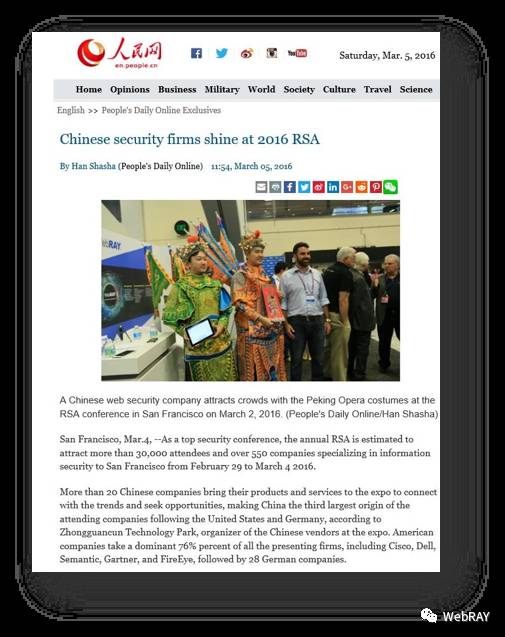 人民网
en.people.cn
You Tube
Saturday, Mar. 5, 2016
Home Opinions Business Military World Society Culture Travel Science
English >> People's Daily Online Exclusives
Chinese security firms shine at 2016 RSA
By Han Shasha (People's Daily Online) 11:54, March 05, 2016
ebRAY
A Chinese web security company attracts crowds with the Peking Opera costumes at the
RSA conference in San Francisco on March 2, 2016. (People's Daily Online/Han Shasha)
San Francisco, Mar.4, --As a top security conference, the annual RSA is estimated to
attract more than 30,000 attendees and over 550 companies specializing in information
security to San Francisco from February 29 to March 4 2016.
More than 20 Chinese companies bring their products and services to the expo to connect
with the trends and seek opportunities, making China the third largest origin of the
attending companies following the United States and Germany, according to
Zhongguancun Technology Park, organizer of the Chinese vendors at the expo. American
companies take a dominant 76% percent of all the presenting firms, including Cisco, Dell,
Semantic, Gartner, and FireEye, followed by 28 German companies.
WebRAY